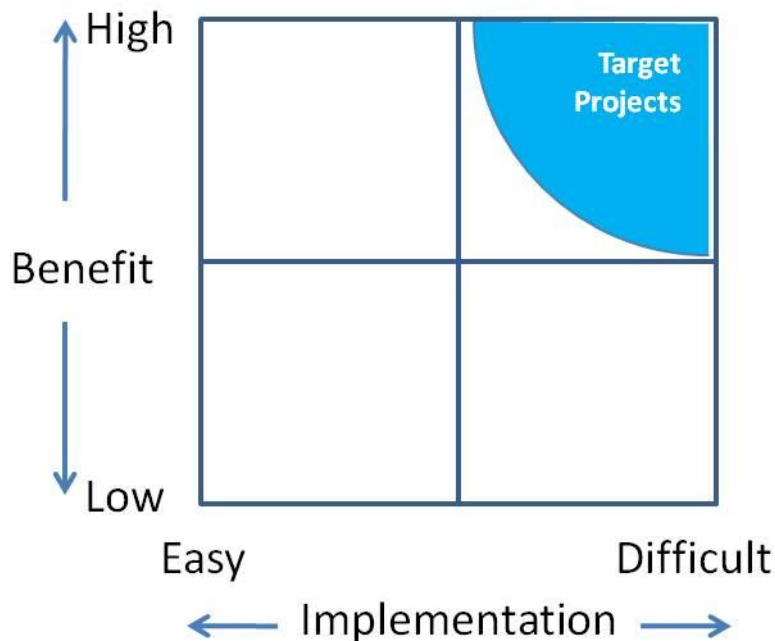 High
Target
Projects
Benefit
Low
Easy
Difficult
Implementation